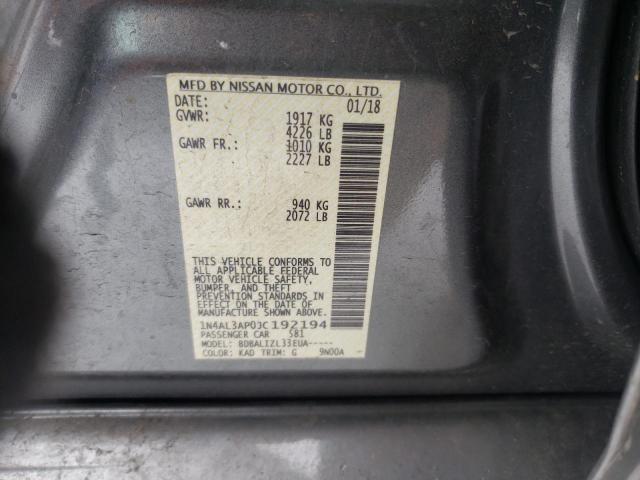 MFD BY NISSAN MOTOR CO., LTD.
DATE: 01/18
GVWR: 1917 KG
4226 LB
GAWR FR.: 1010 KG
2227 LB
GAWR RR.: 940 KG
2072 LB
THIS VEHICLE CONFORMS TO
ALL APPLICABLE FEDERAL
MOTOR VEHICLE SAFETY,
BUMPER, AND THEFT
PREVENTION STANDARDS IN
EFFECT ON THE DATE OF
MANUFACTURE SHOWN ABOVE.
1N4AL3AP0JC192194
PASSENGER CAR 581
MODEL: BDBALIZL33EUA-----
COLOR: KAD TRIM: G 9N00A